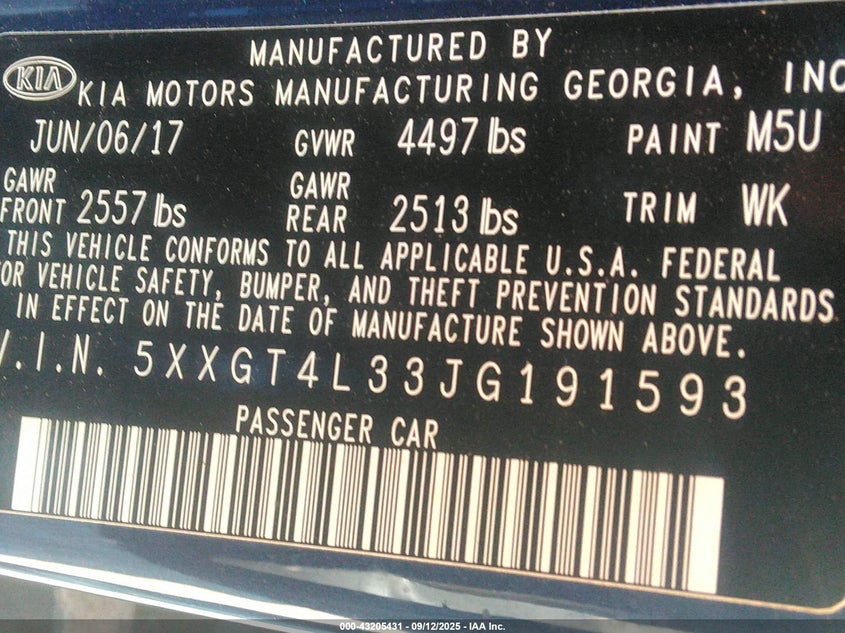 MANUFACTURED BY
KIA KIA MOTORS MANUFACTURING GEORGIA, INC
JUN/06/17 GVWR 4497 lbs PAINT M5U
GAWR FRONT 2557 lbs GAWR REAR 2513 lbs TRIM WK
THIS VEHICLE CONFORMS TO ALL APPLICABLE U.S.A. FEDERAL
OR VEHICLE SAFETY, BUMPER, AND THEFT PREVENTION STANDARDS
IN EFFECT ON THE DATE OF MANUFACTURE SHOWN ABOVE.
V.I.N. 5XXGT4L33JG191593
PASSENGER CAR
000-43205431 - 09/12/2025 - IAA Inc.